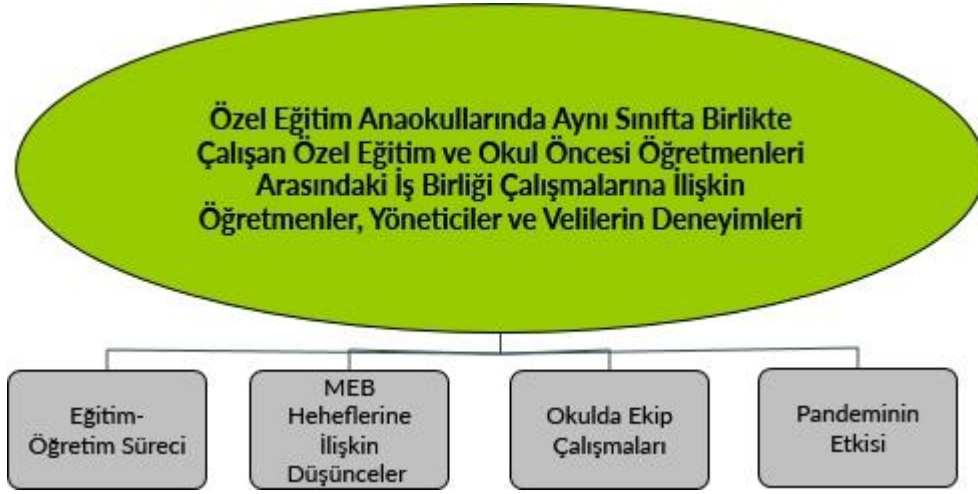 Özel Eğitim Anaokullarında Aynı Sınıfta Birlikte
Çalışan Özel Eğitim ve Okul Öncesi Öğretmenleri
Arasındaki İş Birliği Çalışmalarına İlişkin
Öğretmenler, Yöneticiler ve Velilerin Deneyimleri
Eğitim-
Öğretim Süreci
MEB
Heheflerine
İlişkin
Düşünceler
Okulda Ekip
Çalışmaları
Pandeminin
Etkisi